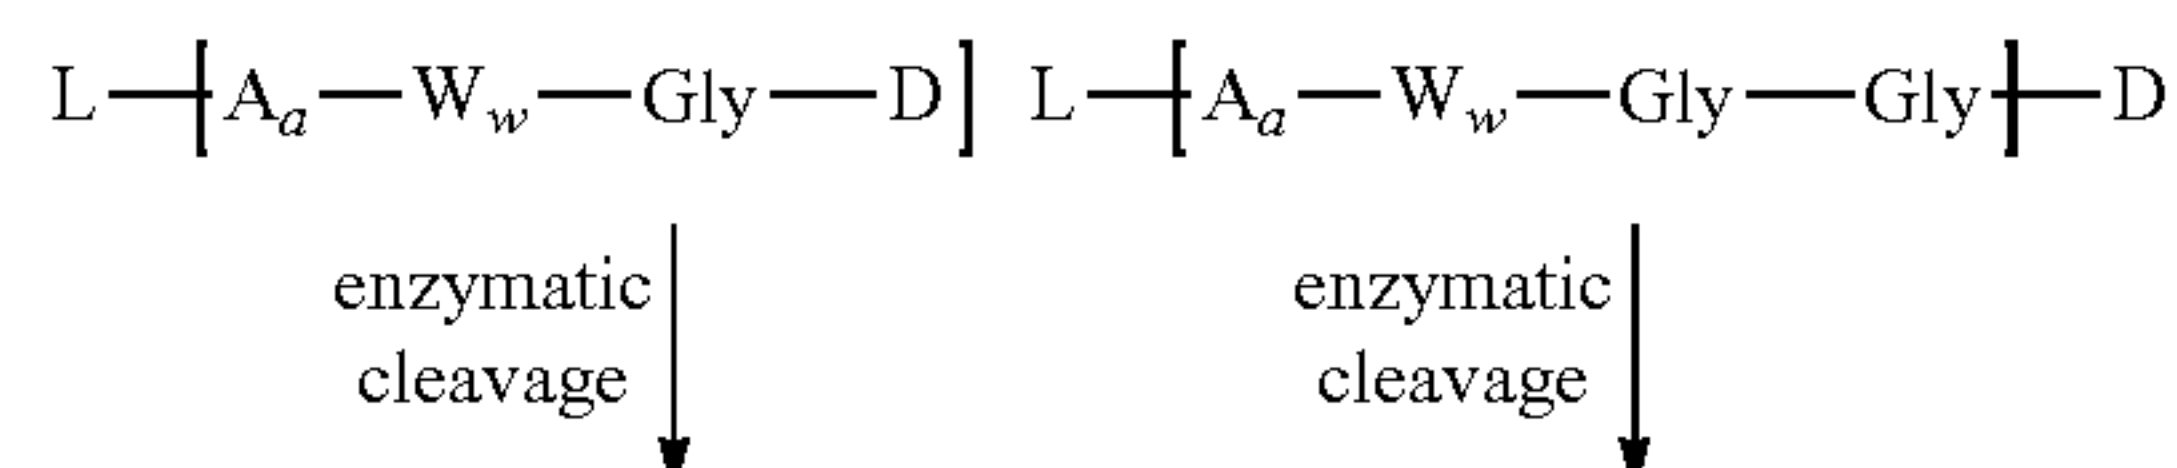 L—[A_a—W_w—Gly—D] L—[A_a—W_w—Gly—Gly]—D
enzymatic enzymatic
cleavage cleavage